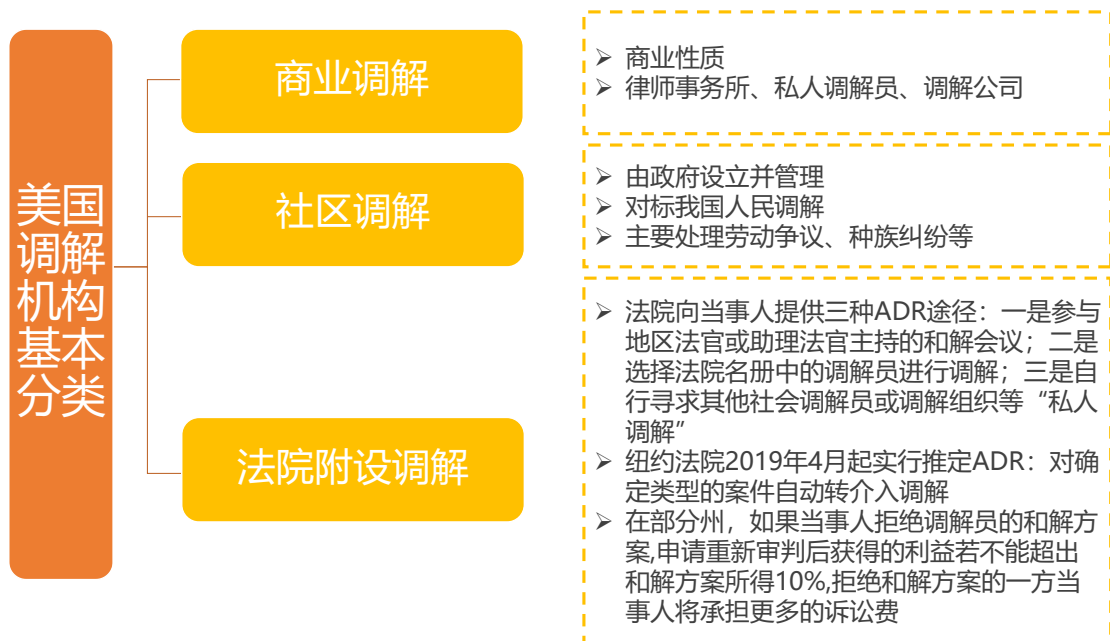 美国
调解
机构
基本
分类
商业调解
➢ 商业性质
➢ 律师事务所、私人调解员、调解公司
社区调解
➢ 由政府设立并管理
➢ 对标我国人民调解
➢ 主要处理劳动争议、种族纠纷等
法院附设调解
➢ 法院向当事人提供三种ADR途径：一是参与
地区法官或助理法官主持的和解会议；二是
选择法院名册中的调解员进行调解；三是自
行寻求其他社会调解员或调解组织等“私人
调解”
➢ 纽约法院2019年4月起实行推定ADR：对确
定类型的案件自动转介入调解
➢ 在部分州，如果当事人拒绝调解员的和解方
案,申请重新审判后获得的利益若不能超出
和解方案所得10%,拒绝和解方案的一方当
事人将承担更多的诉讼费